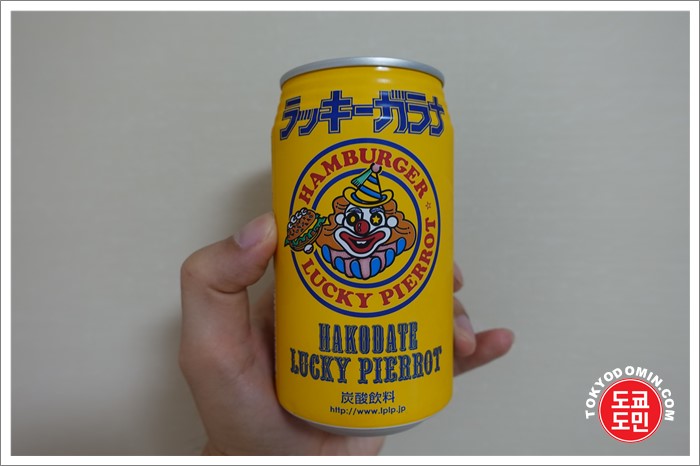 ラッキーガラナ
HAMBURGER
LUCKY PIERROT
HAKODATE
LUCKY PIERROT
炭酸飲料
http://www.lplp.jp
TOKYODOMIN.COM
도쿄
도민